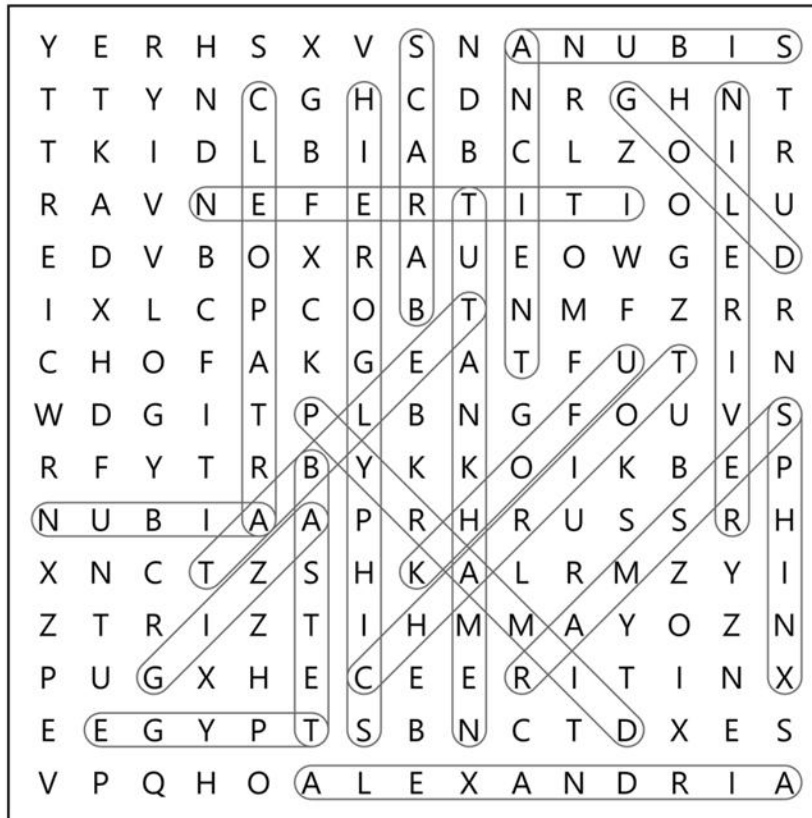 Y E R H S X V S N A N U B I S
T T Y N C G H C D N R G H N T
T K I D L B I A B C L Z O I R
R A V N E F E R T I T I O L U
E D V B O X R A U E O W G E D
I X L C P C O B T N M F Z R R
C H O F A K G E A T F U T I N
W D G I T P L B N G F O U V S
R F Y T R B Y K K O I K B E P
N U B I A A P R H R U S S R H
X N C T Z S H K A L R M Z Y I
Z T R I Z T I H M M A Y O Z N
P U G X H E C E E R I T I N X
E E G Y P T S B N C T D X E S
V P Q H O A L E X A N D R I A